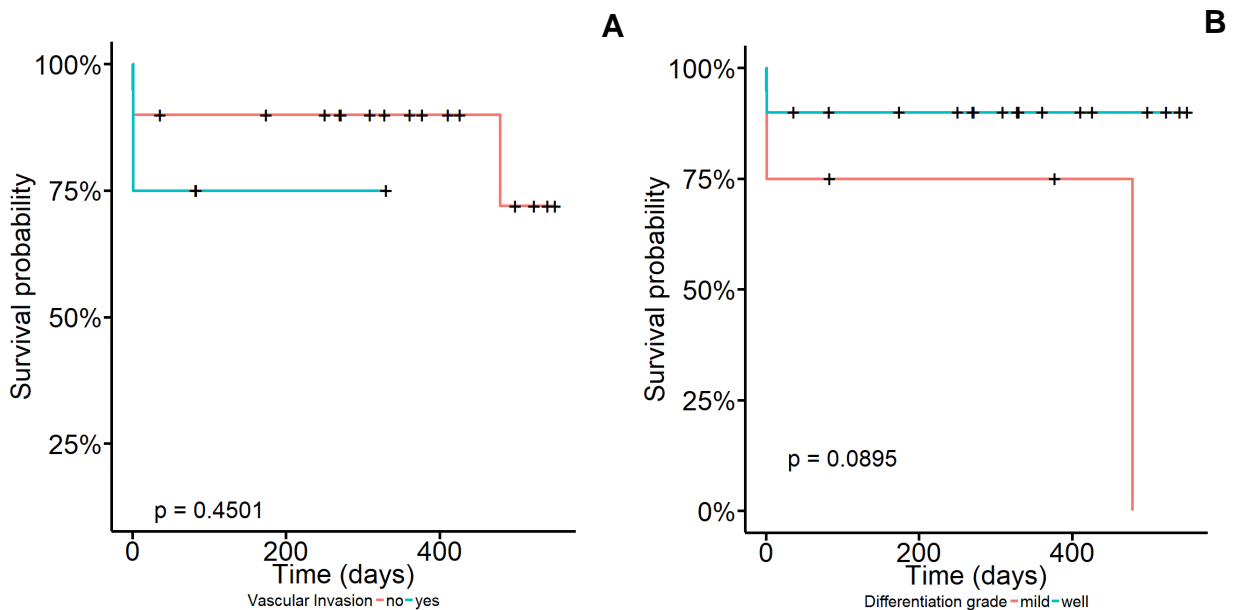 A
100%
75%
50%
25%
Survival probability
p = 0.4501
0 200 400
Time (days)
Vascular Invasion no yes
B
100%
75%
50%
25%
0%
Survival probability
p = 0.0895
0 200 400
Time (days)
Differentiation grade mild well